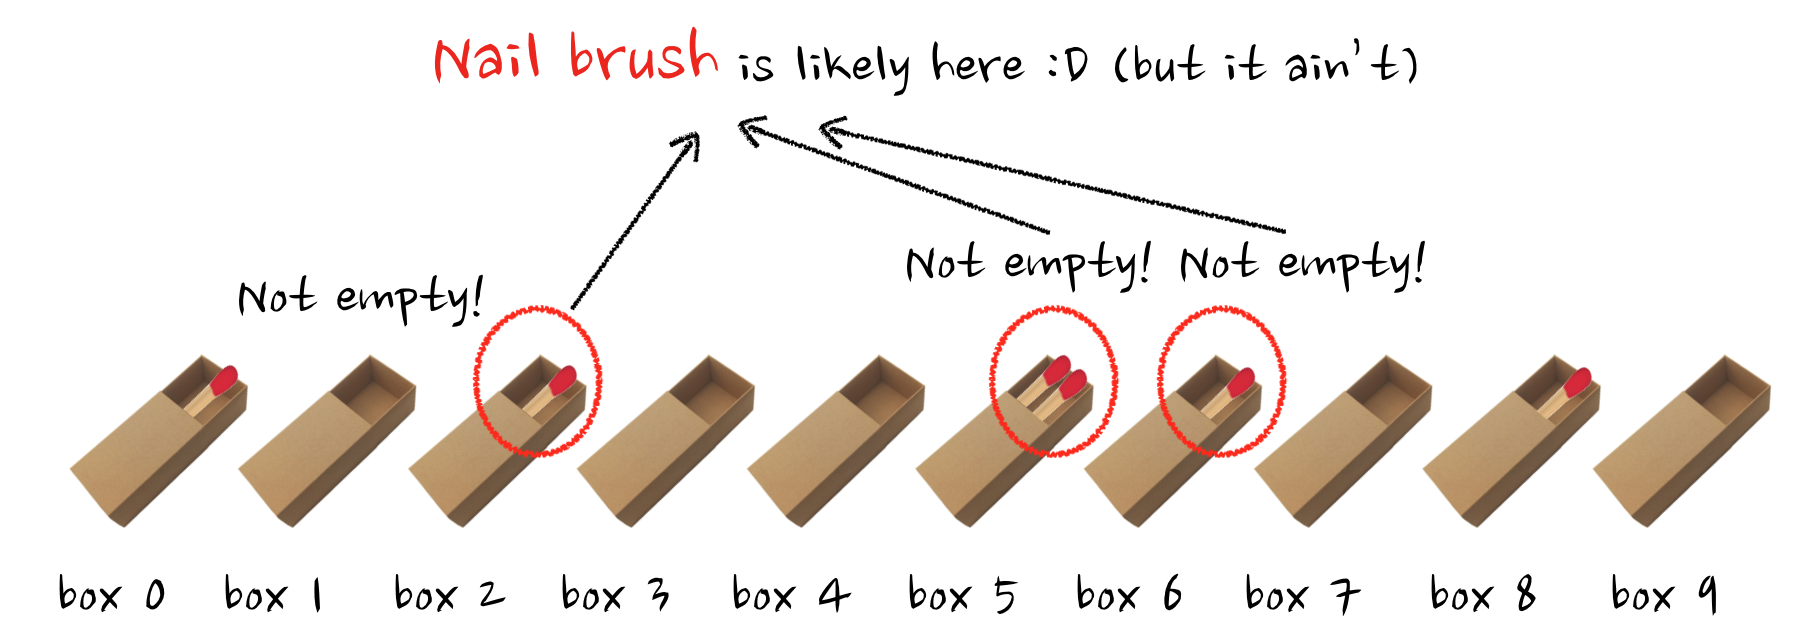 Nail brush is likely here :D (but it ain't)
Not empty! Not empty!
Not empty!
box 0 box 1 box 2 box 3 box 4 box 5 box 6 box 7 box 8 box 9